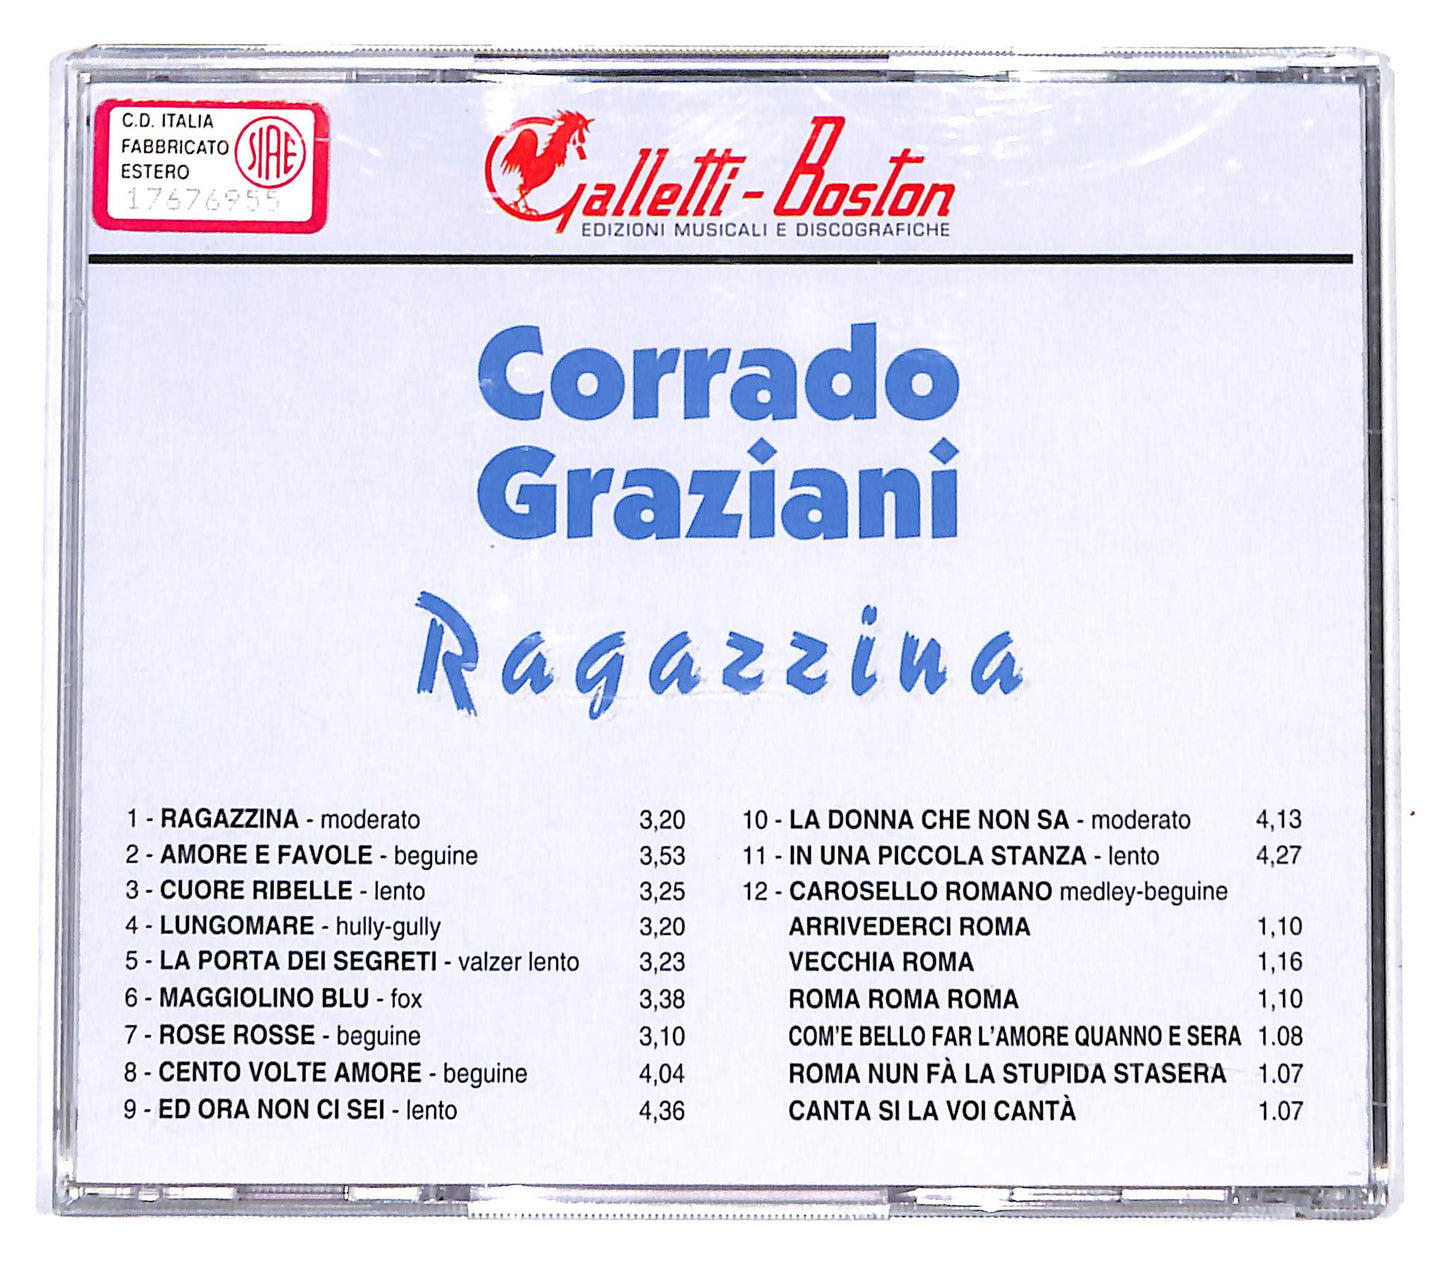 C.D. ITALIA
FABBRICATO
ESTERO
17676955
SIAE
Galletti-Boston
EDIZIONI MUSICALI E DISCOGRAFICHE
Corrado
Graziani
Ragazzina
1 - RAGAZZINA - moderato 3,20
2 - AMORE E FAVOLE - beguine 3,53
3 - CUORE RIBELLE - lento 3,25
4 - LUNGOMARE - hully-gully 3,20
5 - LA PORTA DEI SEGRETI - valzer lento 3,23
6 - MAGGIOLINO BLU - fox 3,38
7 - ROSE ROSSE - beguine 3,10
8 - CENTO VOLTE AMORE - beguine 4,04
9 - ED ORA NON CI SEI - lento 4,36
10 - LA DONNA CHE NON SA - moderato 4,13
11 - IN UNA PICCOLA STANZA - lento 4,27
12 - CAROSELLO ROMANO medley-beguine
ARRIVEDERCI ROMA 1,10
VECCHIA ROMA 1,16
ROMA ROMA ROMA 1,10
COM'E BELLO FAR L'AMORE QUANNO E SERA 1.08
ROMA NUN FÀ LA STUPIDA STASERA 1.07
CANTA SI LA VOI CANTÀ 1.07